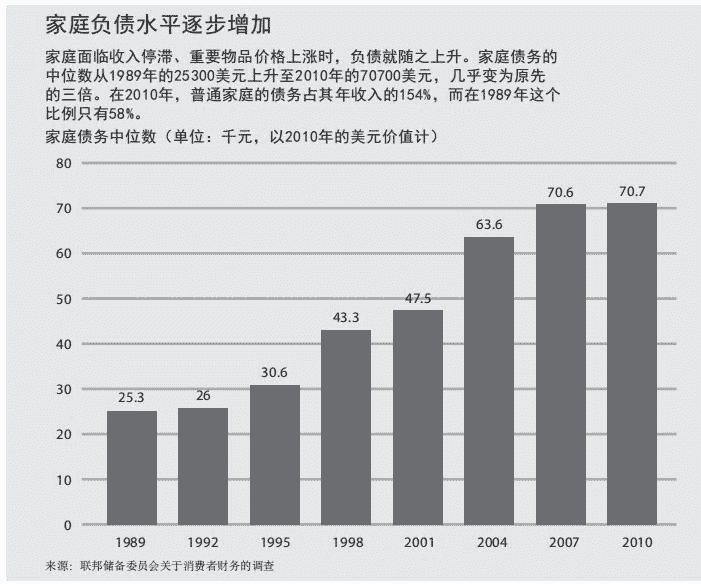 家庭负债水平逐步增加
家庭面临收入停滞、重要物品价格上涨时，负债就随之上升。家庭债务的
中位数从1989年的25300美元上升至2010年的70700美元，几乎变为原先
的三倍。在2010年，普通家庭的债务占其年收入的154%，而在1989年这个
比例只有58%。
家庭债务中位数（单位：千元，以2010年的美元价值计）
80
70
60
50
40
30
20
10
0
25.3
26
30.6
43.3
47.5
63.6
70.6
70.7
1989 1992 1995 1998 2001 2004 2007 2010
来源：联邦储备委员会关于消费者财务的调查